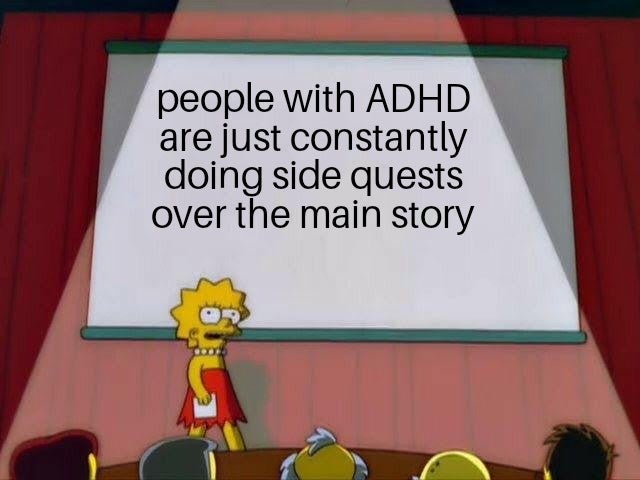 people with ADHD
are just constantly
doing side quests
over the main story